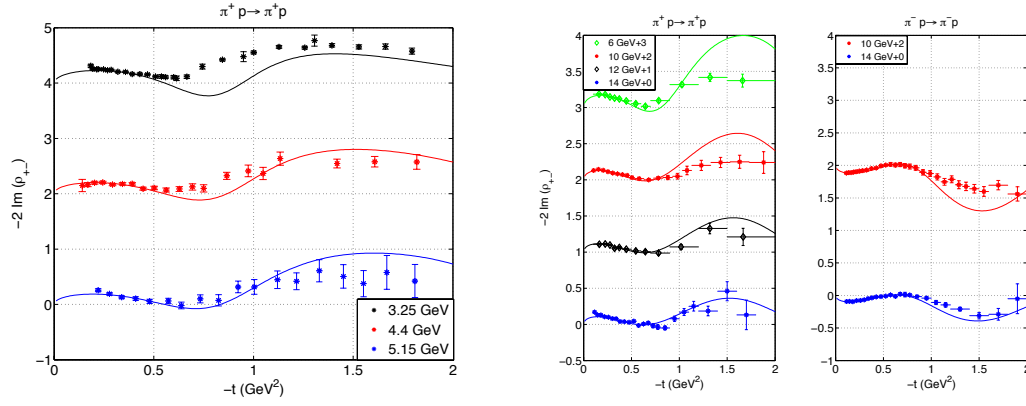 π⁺ p → π⁺p
−2 Im (ρ₊₋)
5
4
3
2
1
0
−1
0
0.5
1
1.5
2
−t (GeV²)
3.25 GeV
4.4 GeV
5.15 GeV
π⁺ p → π⁺p
−2 Im (ρ₊₋)
4
3.5
3
2.5
2
1.5
1
0.5
0
−0.5
0
0.5
1
1.5
2
−t (GeV²)
6 GeV+3
10 GeV+2
12 GeV+1
14 GeV+0
π⁻ p → π⁻p
4
3.5
3
2.5
2
1.5
1
0.5
0
−0.5
−1
0
0.5
1
1.5
2
−t (GeV²)
10 GeV+2
14 GeV+0